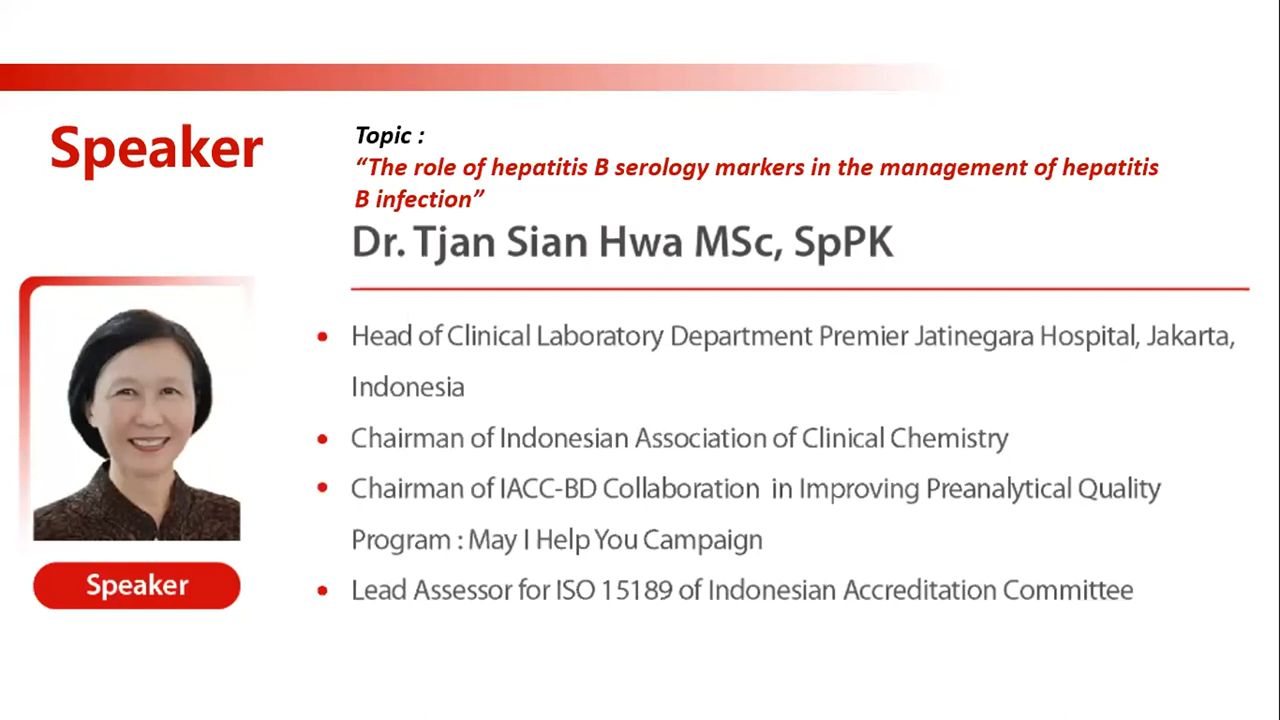 Speaker
Topic :
“The role of hepatitis B serology markers in the management of hepatitis
B infection”
Dr. Tjan Sian Hwa MSc, SpPK
Head of Clinical Laboratory Department Premier Jatinegara Hospital, Jakarta,
Indonesia
Chairman of Indonesian Association of Clinical Chemistry
Chairman of IACC-BD Collaboration in Improving Preanalytical Quality
Program : May I Help You Campaign
Lead Assessor for ISO 15189 of Indonesian Accreditation Committee
Speaker